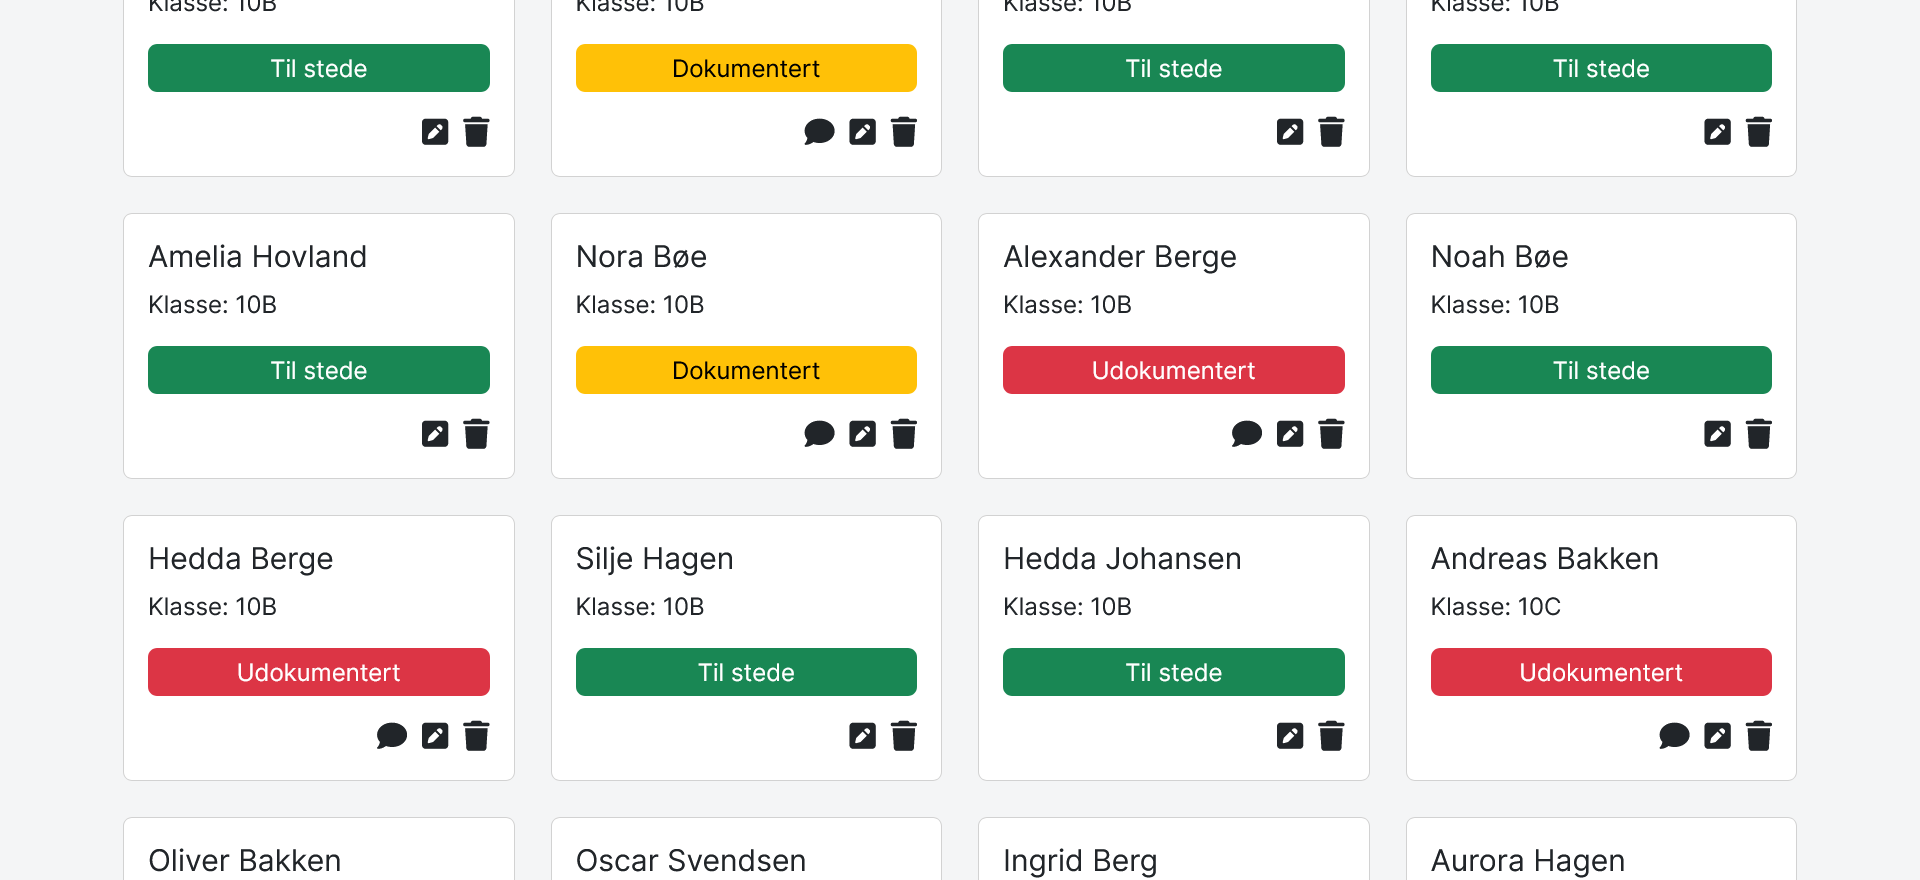 Klasse: 10B
Klasse: 10B
Klasse: 10B
Klasse: 10B
Til stede
Dokumentert
Til stede
Til stede
Amelia Hovland
Klasse: 10B
Til stede
Nora Bøe
Klasse: 10B
Dokumentert
Alexander Berge
Klasse: 10B
Udokumentert
Noah Bøe
Klasse: 10B
Til stede
Hedda Berge
Klasse: 10B
Udokumentert
Silje Hagen
Klasse: 10B
Til stede
Hedda Johansen
Klasse: 10B
Til stede
Andreas Bakken
Klasse: 10C
Udokumentert
Oliver Bakken
Oscar Svendsen
Ingrid Berg
Aurora Hagen